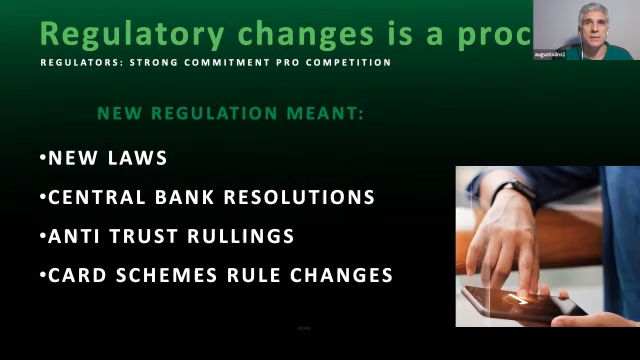 Regulatory changes is a proc
REGULATORS: STRONG COMMITMENT PRO COMPETITION
NEW REGULATION MEANT:
•NEW LAWS
•CENTRAL BANK RESOLUTIONS
•ANTI TRUST RULLINGS
•CARD SCHEMES RULE CHANGES